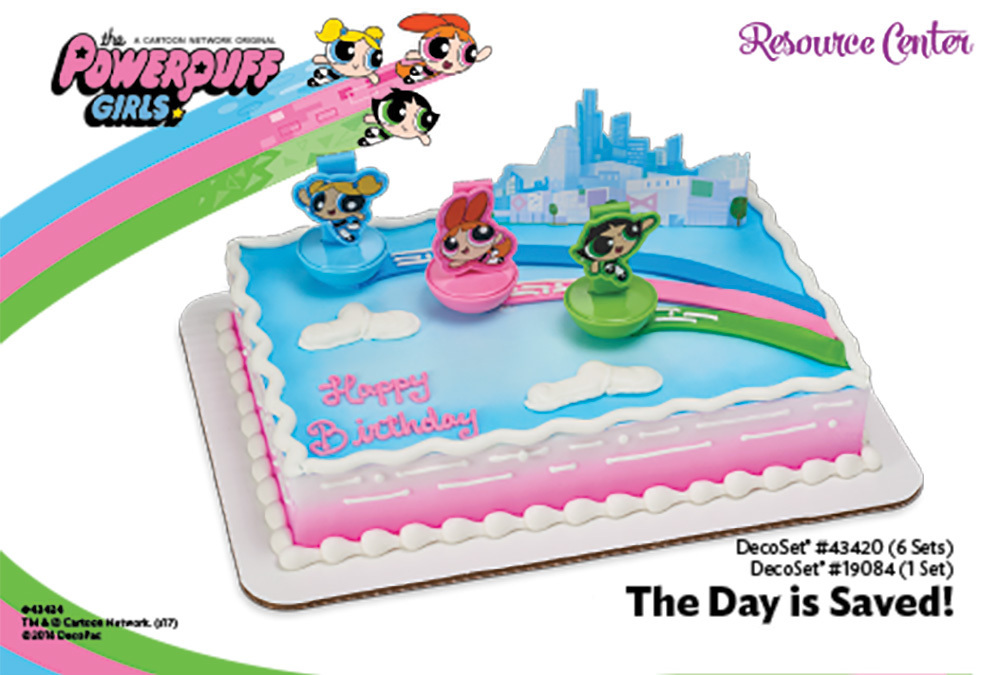 the
A CARTOON NETWORK ORIGINAL
POWERPUFF
GIRLS
Resource Center
Happy
Birthday
DecoSet® #43420 (6 Sets)
DecoSet® #19084 (1 Set)
The Day is Saved!
#43424
TM & © Cartoon Network. (s17)
©2016 DecoPac